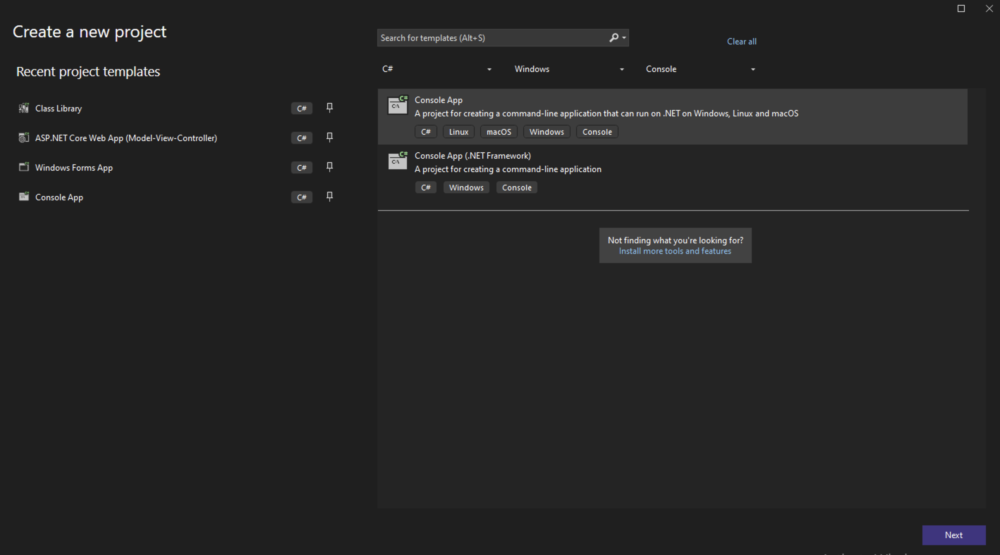 Create a new project
Recent project templates
Class Library C#
ASP.NET Core Web App (Model-View-Controller) C#
Windows Forms App C#
Console App C#
Search for templates (Alt+S)
Clear all
C# Windows Console
C#
C:\
Console App
A project for creating a command-line application that can run on .NET on Windows, Linux and macOS
C# Linux macOS Windows Console
C#
C:\
Console App (.NET Framework)
A project for creating a command-line application
C# Windows Console
Not finding what you're looking for?
Install more tools and features
Next